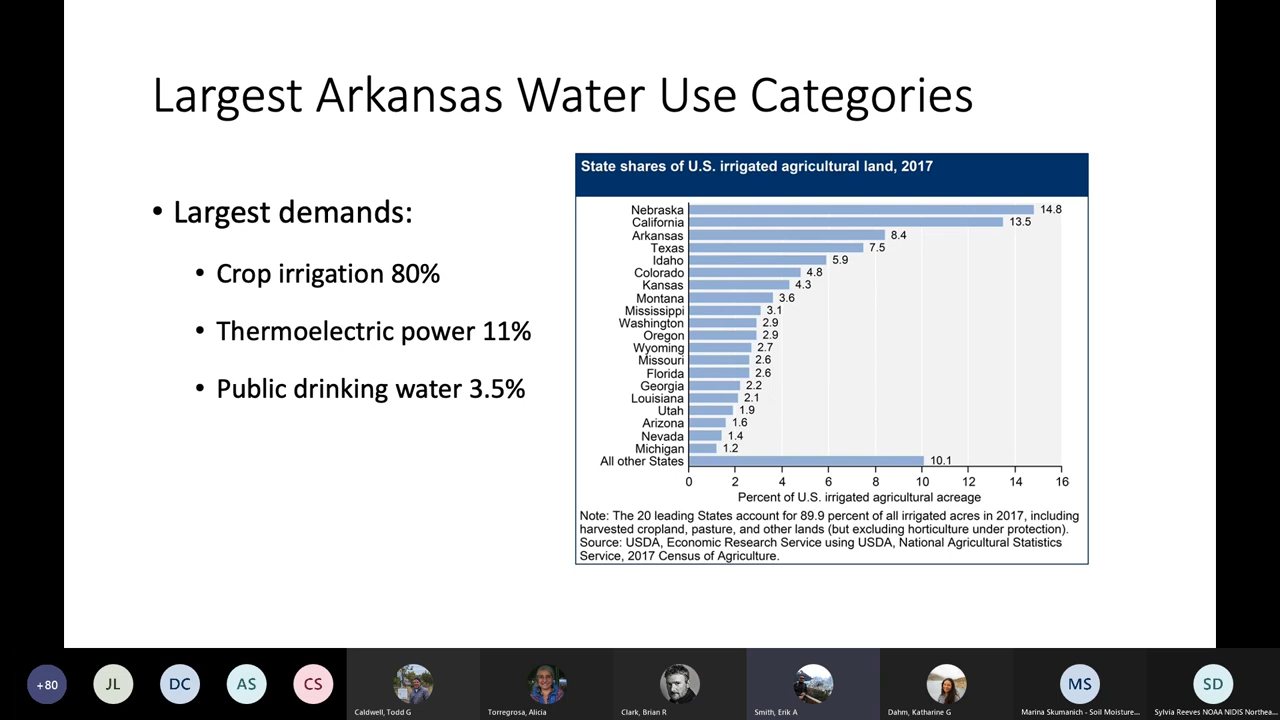 Largest Arkansas Water Use Categories
• Largest demands:
• Crop irrigation 80%
• Thermoelectric power 11%
• Public drinking water 3.5%
State shares of U.S. irrigated agricultural land, 2017
Nebraska 14.8
California 13.5
Arkansas 8.4
Texas 7.5
Idaho 5.9
Colorado 4.8
Kansas 4.3
Montana 3.6
Mississippi 3.1
Washington 2.9
Oregon 2.9
Wyoming 2.7
Missouri 2.6
Florida 2.6
Georgia 2.2
Louisiana 2.1
Utah 1.9
Arizona 1.6
Nevada 1.4
Michigan 1.2
All other States 10.1
0 2 4 6 8 10 12 14 16
Percent of U.S. irrigated agricultural acreage
Note: The 20 leading States account for 89.9 percent of all irrigated acres in 2017, including
harvested cropland, pasture, and other lands (but excluding horticulture under protection).
Source: USDA, Economic Research Service using USDA, National Agricultural Statistics
Service, 2017 Census of Agriculture.
+80 JL DC AS CS MS SD
Caldwell, Todd G Torregrosa, Alicia Clark, Brian R Smith, Erik A Dahm, Katharine G Marina Skumanich - Soil Moisture... Sylvia Reeves NOAA NIDIS Northea...